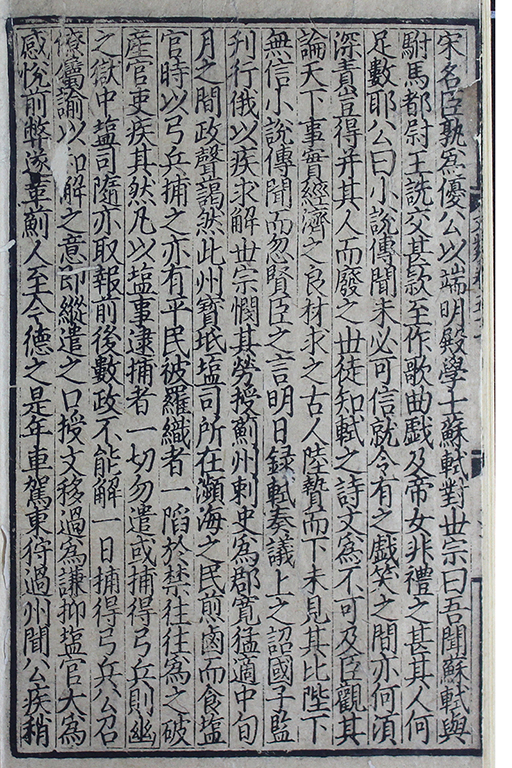 宋名臣孰為優公以端明殿學士蘇軾對世宗曰吾聞蘇軾與
駙馬都尉王詵交甚款至作歌曲戲及帝女非禮之甚其人何
足數耶公曰小說傳聞未必可信就令有之戲笑之間亦何須
深責豈得并其人而廢之世徒知軾之詩文為不可及臣觀其
論天下事實經濟之良材求之古人陸贄而下未見其比陛下
無信小說傳聞而忽賢臣之言明日録軾奏議上之詔國子監
刋行俄以疾求解世宗憫其勞授薊州刺史為郡寬猛適中旬
月之間政聲藹然此州寶坻塩司所在瀕海之民煎鹵而食塩
官時以弓兵捕之亦有平民被羅織者一陷於禁往往為之破
産官吏疾其然凡以塩事逮捕者一切勿遣或捕得弓兵則幽
之獄中塩司隨亦取報前後數政不能解一日捕得弓兵公召
僚屬諭以和解之意即縱遣之口授文移過為謙抑塩官大為
感悅前弊遂革薊人至今德之是年車駕東狩過州聞公疾稍